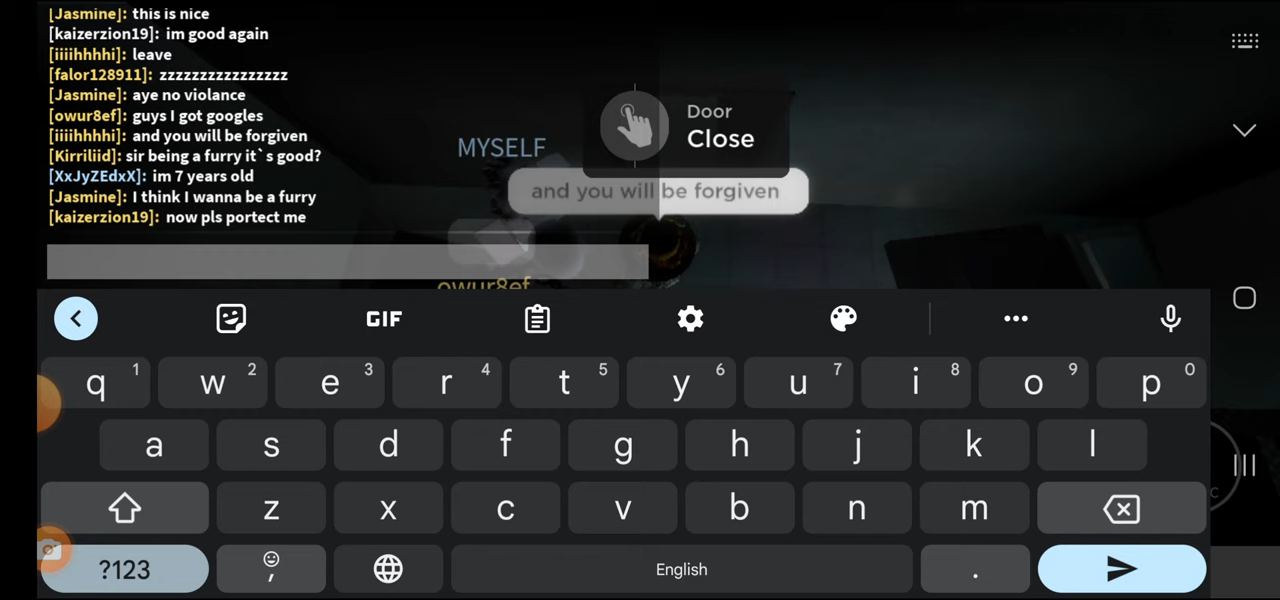 [Jasmine]: this is nice
[kaizerzion19]: im good again
[iiiihhhhi]: leave
[falor128911]: zzzzzzzzzzzzzzzz
[Jasmine]: aye no violance
[owur8ef]: guys I got googles
[iiiihhhhi]: and you will be forgiven
[Kirriliid]: sir being a furry it`s good?
[XxJyZEdxX]: im 7 years old
[Jasmine]: I think I wanna be a furry
[kaizerzion19]: now pls portect me
Door
Close
MYSELF
and you will be forgiven
owur8ef
GIF
q 1 w 2 e 3 r 4 t 5 y 6 u 7 i 8 o 9 p 0
a s d f g h j k l
z x c v b n m
?123 , English .